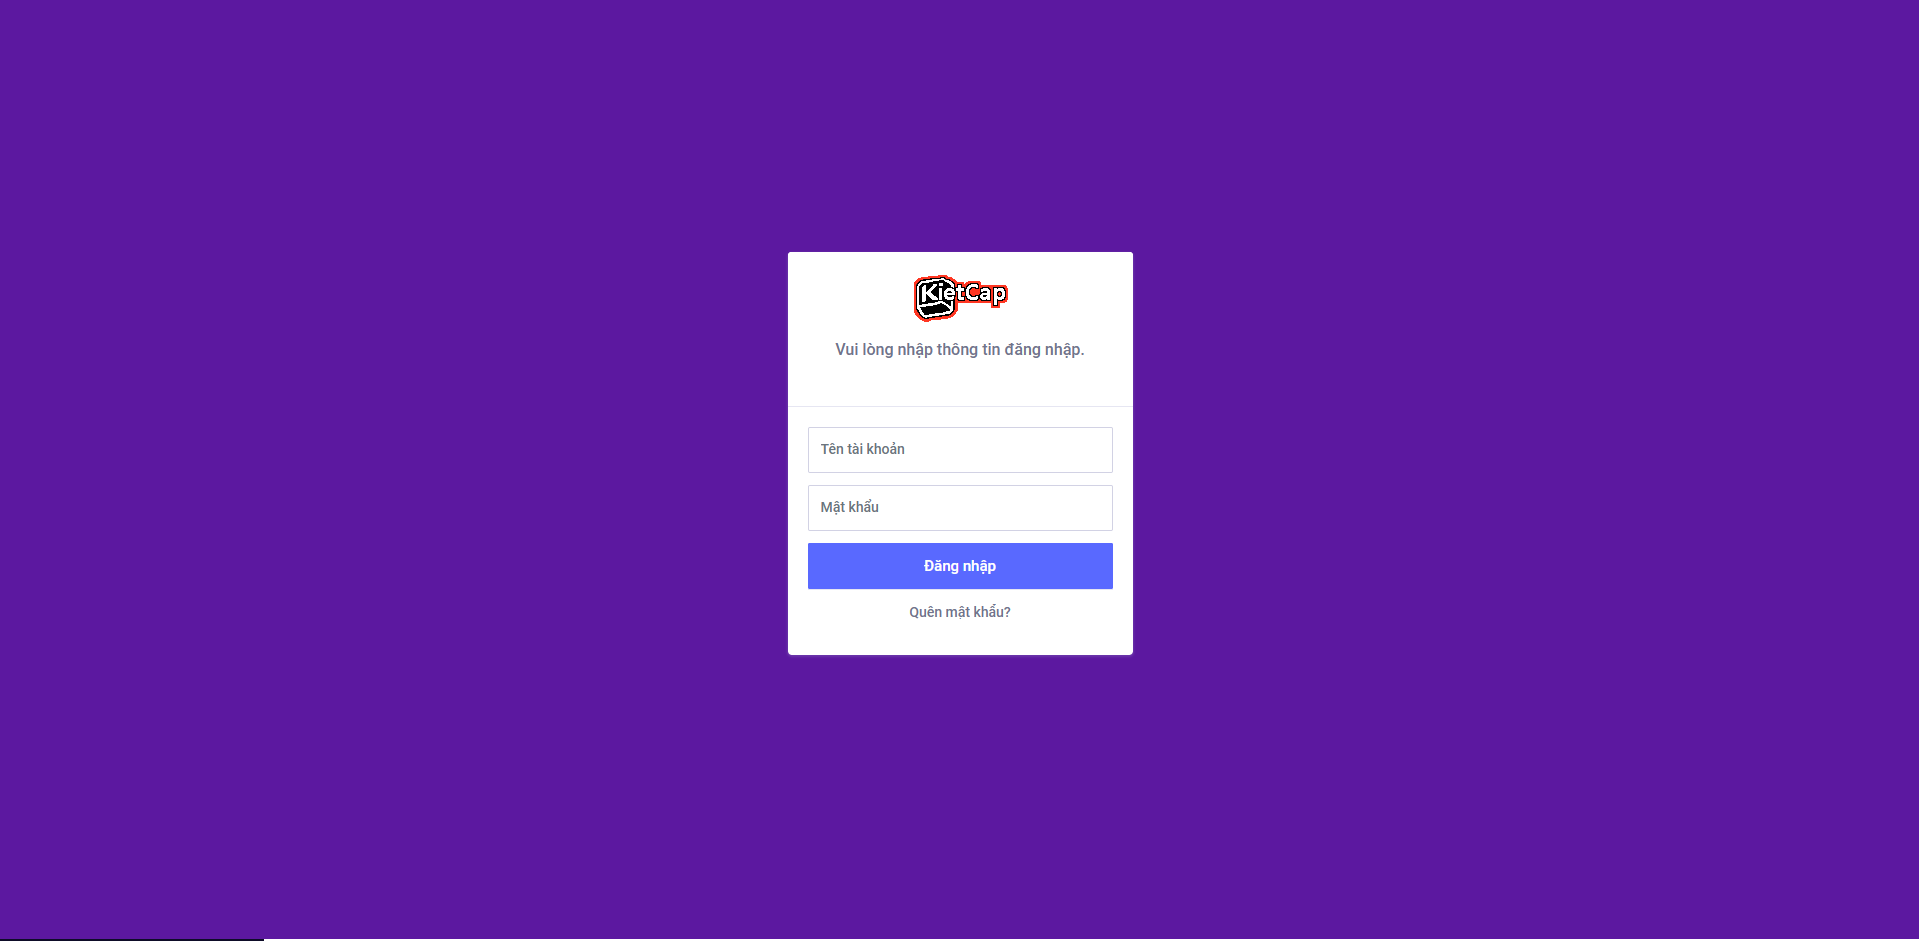 KietCap
Vui lòng nhập thông tin đăng nhập.
Tên tài khoản
Mật khẩu
Đăng nhập
Quên mật khẩu?